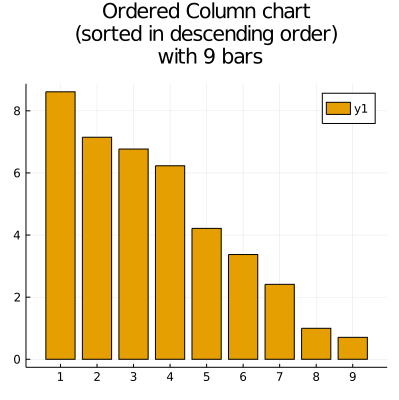 Ordered Column chart
(sorted in descending order)
with 9 bars
y1
8
6
4
2
0
1 2 3 4 5 6 7 8 9